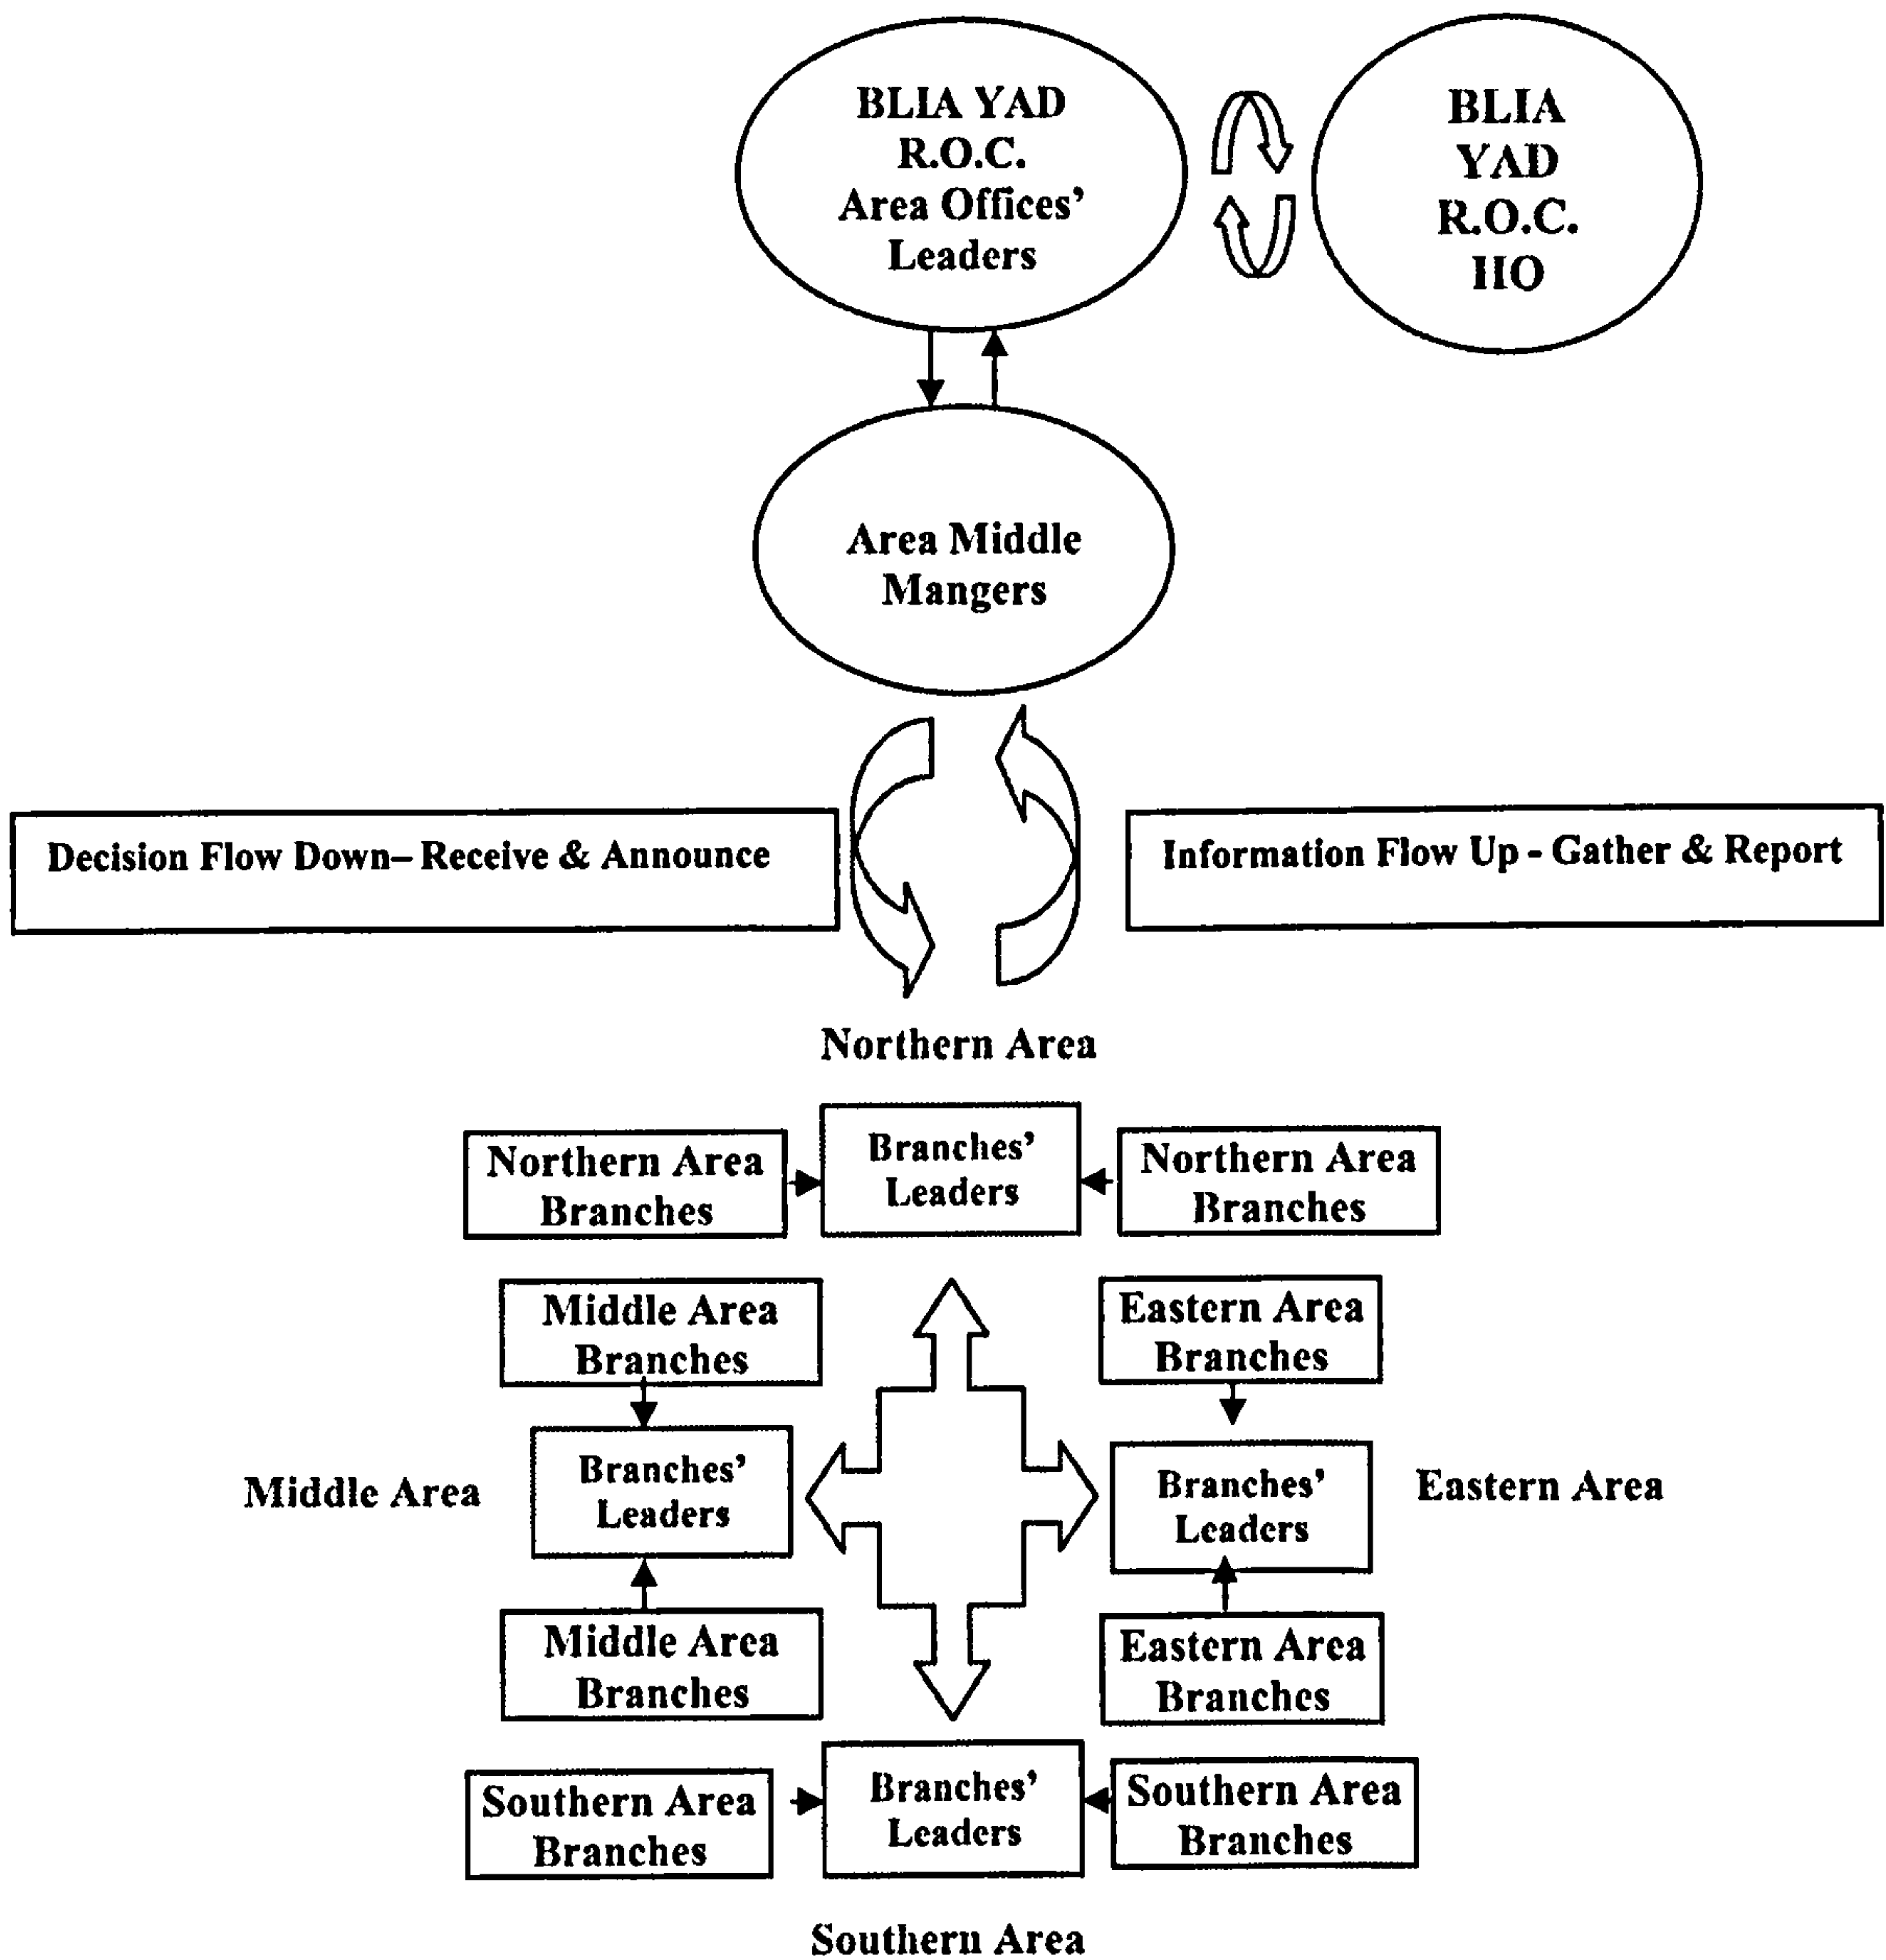 BLIA YAD
R.O.C.
Area Offices’
Leaders
BLIA
YAD
R.O.C.
HO
Area Middle
Mangers
Decision Flow Down– Receive & Announce
Information Flow Up - Gather & Report
Northern Area
Northern Area
Branches
Branches’
Leaders
Northern Area
Branches
Middle Area
Branches
Eastern Area
Branches
Middle Area
Branches’
Leaders
Branches’
Leaders
Eastern Area
Middle Area
Branches
Eastern Area
Branches
Southern Area
Branches
Branches’
Leaders
Southern Area
Branches
Southern Area